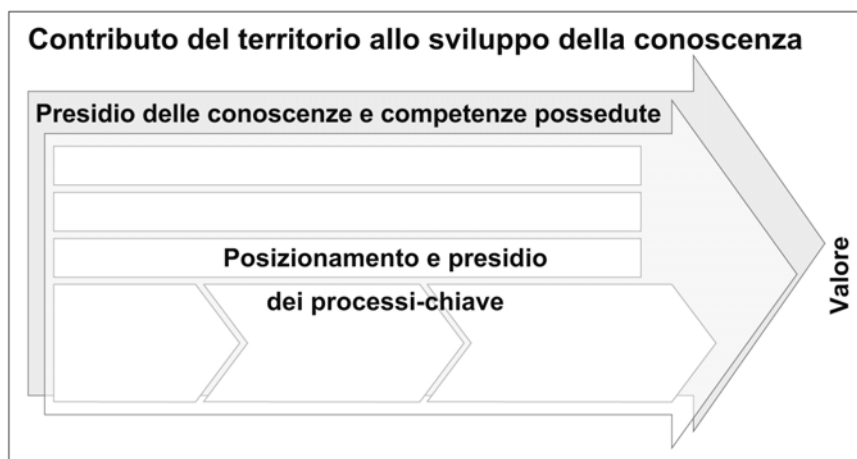 Contributo del territorio allo sviluppo della conoscenza
Presidio delle conoscenze e competenze possedute
Posizionamento e presidio
dei processi-chiave
Valore